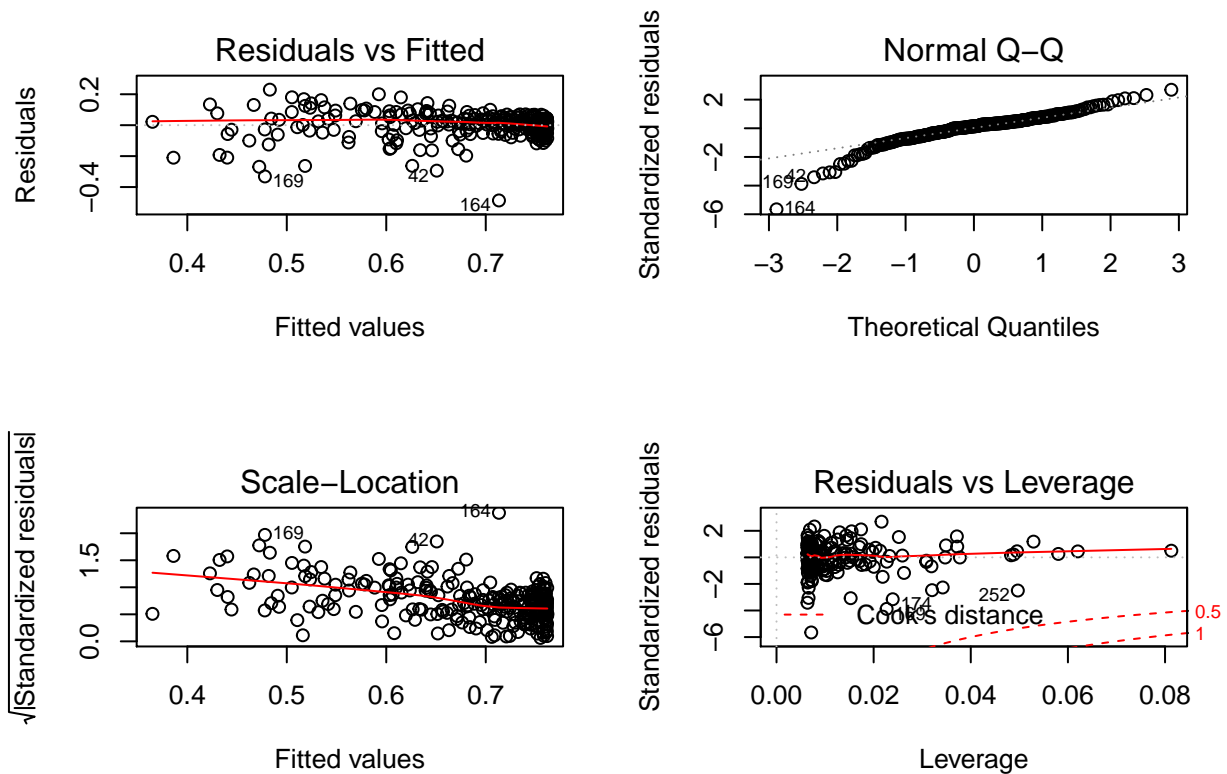 Residuals vs Fitted
Residuals
0.2
−0.4
169
42
164
0.4 0.5 0.6 0.7
Fitted values
Normal Q−Q
Standardized residuals
2
−2
−6
42
169
164
−3 −2 −1 0 1 2 3
Theoretical Quantiles
Scale−Location
√|Standardized residuals|
1.5
0.0
169
42
164
0.4 0.5 0.6 0.7
Fitted values
Residuals vs Leverage
Standardized residuals
2
−2
−6
252
174
169
Cook's distance
0.5
1
0.00 0.02 0.04 0.06 0.08
Leverage